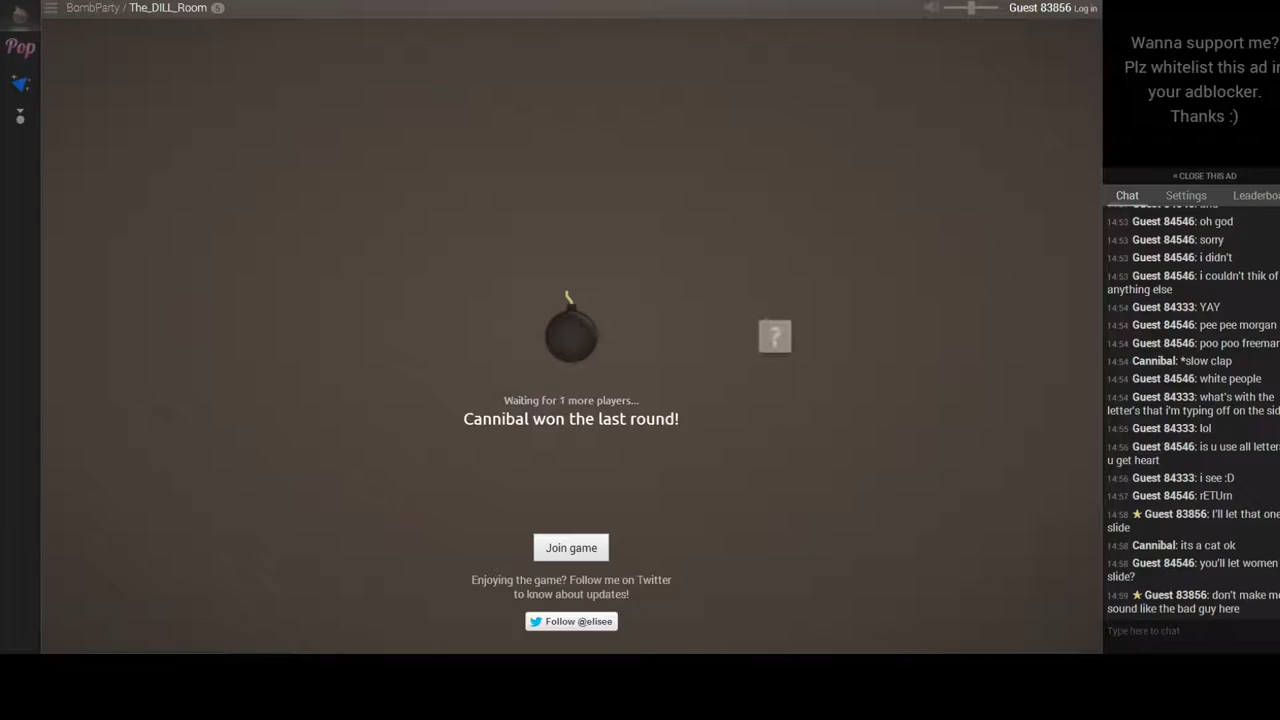 BombParty / The_DILL_Room 5
Guest 83856 Log in
Pop
Wanna support me?
Plz whitelist this ad in
your adblocker.
Thanks :)
× CLOSE THIS AD
Chat Settings Leaderboa
14:53 Guest 84546: oh god
14:53 Guest 84546: sorry
14:53 Guest 84546: i didn't
14:53 Guest 84546: i couldn't thik of
anything else
14:54 Guest 84333: YAY
14:54 Guest 84546: pee pee morgan
14:54 Guest 84546: poo poo freeman
14:54 Cannibal: *slow clap
14:54 Guest 84546: white people
14:54 Guest 84333: what's with the
letter's that i'm typing off on the sid
14:55 Guest 84333: lol
14:56 Guest 84546: is u use all letter
u get heart
14:56 Guest 84333: i see :D
14:57 Guest 84546: rETUrn
14:58 ★ Guest 83856: I'll let that one
slide
14:58 Cannibal: its a cat ok
14:58 Guest 84546: you'll let women
slide?
14:59 ★ Guest 83856: don't make me
sound like the bad guy here
Type here to chat
?
Waiting for 1 more players...
Cannibal won the last round!
Join game
Enjoying the game? Follow me on Twitter
to know about updates!
Follow @elisee